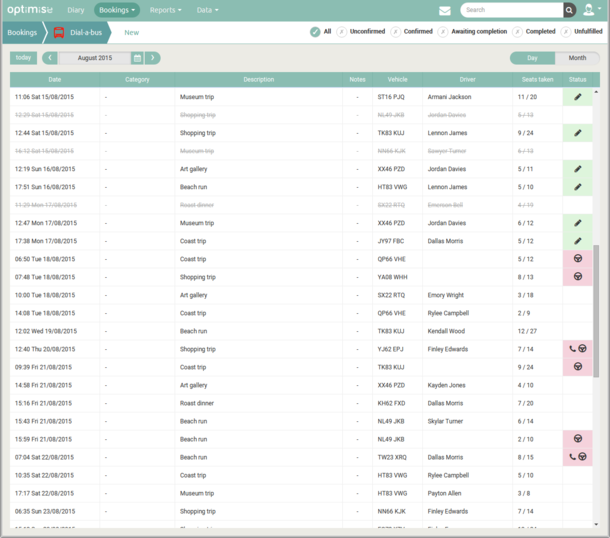 optimise Diary Bookings Reports Data Search
Bookings Dial-a-bus New All Unconfirmed Confirmed Awaiting completion Completed Unfulfilled
today August 2015 Day Month
Date Category Description Notes Vehicle Driver Seats taken Status
11:06 Sat 15/08/2015 - Museum trip - ST16 PJQ Armani Jackson 11 / 20
12:29 Sat 15/08/2015 - Shopping trip - NL49 JKB Jordan Davies 5 / 13
12:44 Sat 15/08/2015 - Shopping trip - TK83 KUJ Lennon James 9 / 24
16:12 Sat 15/08/2015 - Museum trip - NN66 KJK Sawyer Turner 6 / 13
12:19 Sun 16/08/2015 - Art gallery - XX46 PZD Jordan Davies 5 / 11
17:51 Sun 16/08/2015 - Beach run - HT83 VWG Lennon James 5 / 10
11:29 Mon 17/08/2015 - Roast dinner - SX22 RTQ Emerson Bell 4 / 19
12:47 Mon 17/08/2015 - Museum trip - XX46 PZD Jordan Davies 6 / 12
17:38 Mon 17/08/2015 - Coast trip - JY97 FBC Dallas Morris 5 / 12
06:50 Tue 18/08/2015 - Coast trip - QP66 VHE 5 / 12
07:48 Tue 18/08/2015 - Shopping trip - YA08 WHH 8 / 13
10:00 Tue 18/08/2015 - Art gallery - SX22 RTQ Emory Wright 3 / 18
14:08 Tue 18/08/2015 - Coast trip - QP66 VHE Rylee Campbell 2 / 9
12:02 Wed 19/08/2015 - Beach run - TK83 KUJ Kendall Wood 12 / 27
12:40 Thu 20/08/2015 - Shopping trip - YJ62 EPJ Finley Edwards 7 / 14
09:39 Fri 21/08/2015 - Coast trip - TK83 KUJ 9 / 24
14:58 Fri 21/08/2015 - Art gallery - XX46 PZD Kayden Jones 4 / 10
15:16 Fri 21/08/2015 - Roast dinner - KH62 FXD Dallas Morris 7 / 20
15:43 Fri 21/08/2015 - Beach run - NL49 JKB Skylar Turner 6 / 14
15:59 Fri 21/08/2015 - Beach run - NL49 JKB 2 / 10
07:04 Sat 22/08/2015 - Beach run - TW23 XRQ Dallas Morris 8 / 15
10:35 Sat 22/08/2015 - Coast trip - HT83 VWG Rylee Campbell 5 / 10
17:17 Sat 22/08/2015 - Museum trip - HT83 VWG Payton Allen 3 / 8
06:35 Sun 23/08/2015 - Shopping trip - NN66 KJK Finley Edwards 7 / 14